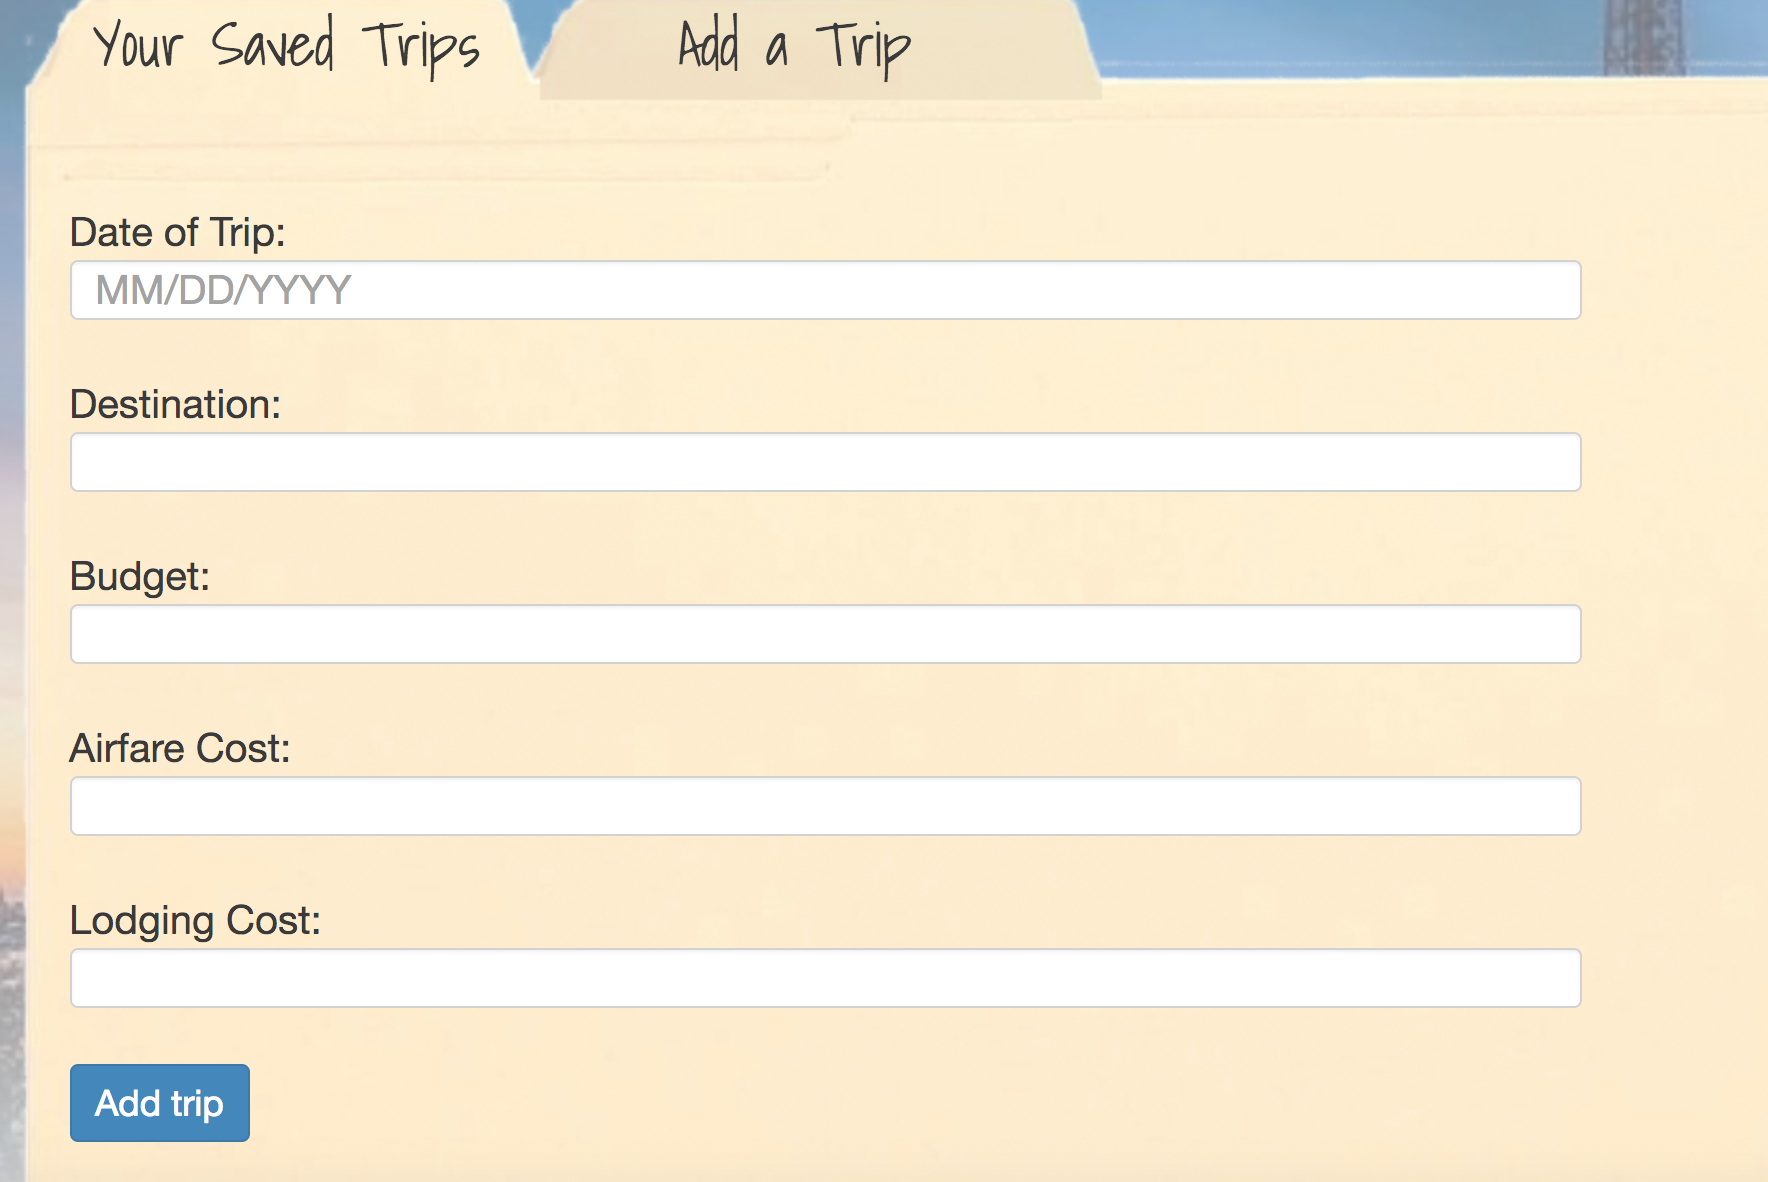 Your Saved Trips
Add a Trip
Date of Trip:
MM/DD/YYYY
Destination:
Budget:
Airfare Cost:
Lodging Cost:
Add trip